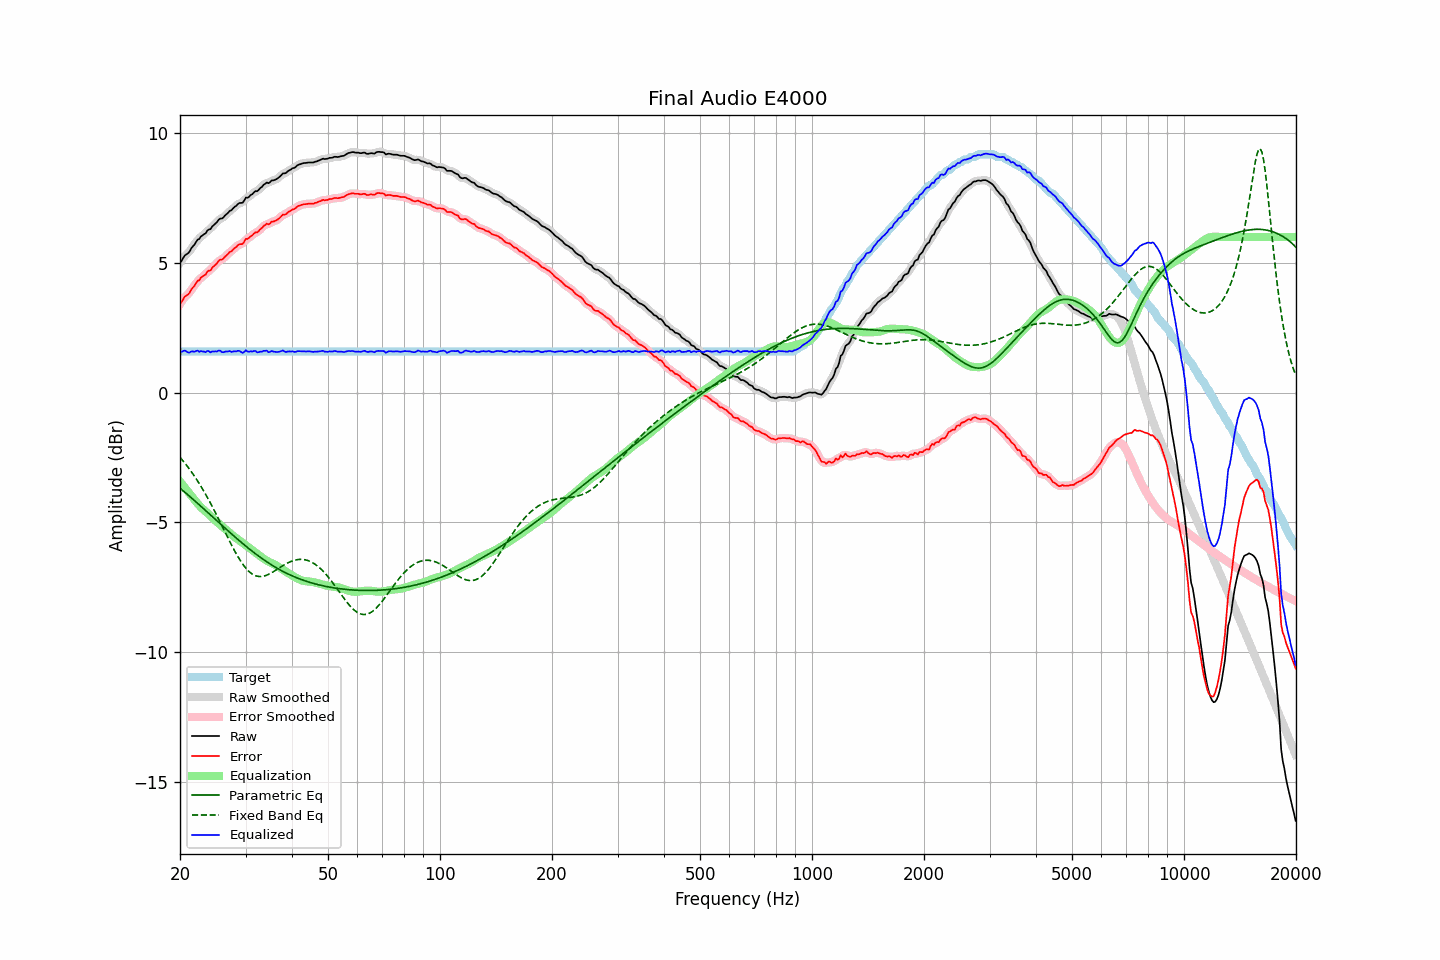 Final Audio E4000
10
5
0
−5
−10
−15
Amplitude (dBr)
Target
Raw Smoothed
Error Smoothed
Raw
Error
Equalization
Parametric Eq
Fixed Band Eq
Equalized
20
50
100
200
500
1000
2000
5000
10000
20000
Frequency (Hz)